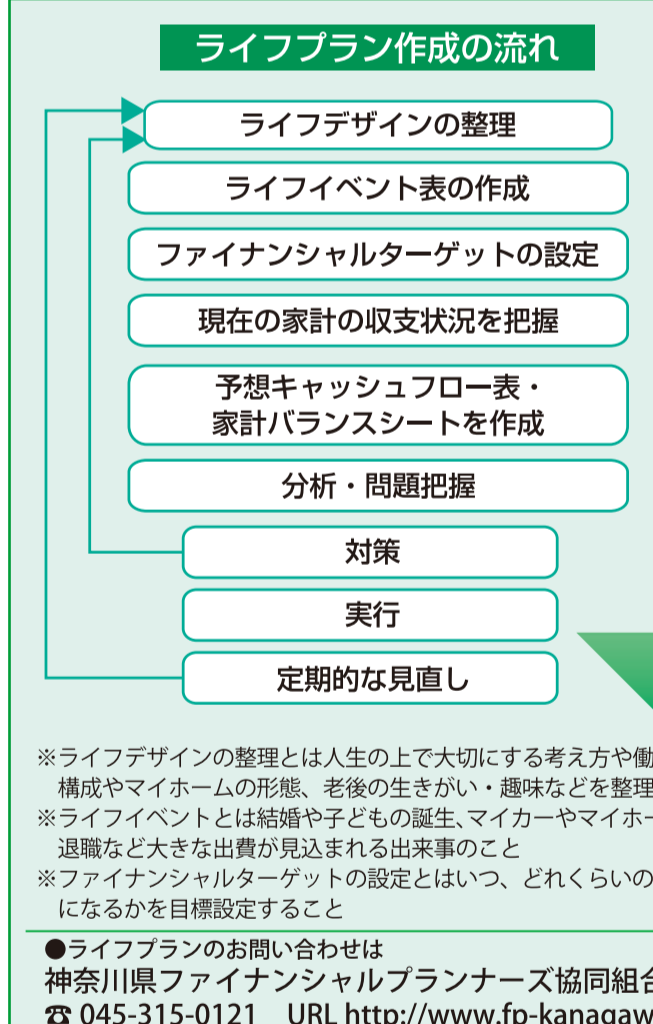 ライフプラン作成の流れ
ライフデザインの整理
ライフイベント表の作成
ファイナンシャルターゲットの設定
現在の家計の収支状況を把握
予想キャッシュフロー表・
家計バランスシートを作成
分析・問題把握
対策
実行
定期的な見直し
※ライフデザインの整理とは人生の上で大切にする考え方や働
構成やマイホームの形態、老後の生きがい・趣味などを整理
※ライフイベントとは結婚や子どもの誕生、マイカーやマイホー
退職など大きな出費が見込まれる出来事のこと
※ファイナンシャルターゲットの設定とはいつ、どれくらいの
になるかを目標設定すること
●ライフプランのお問い合わせは
神奈川県ファイナンシャルプランナーズ協同組合
☎ 045-315-0121 URL http://www.fp-kanagaw